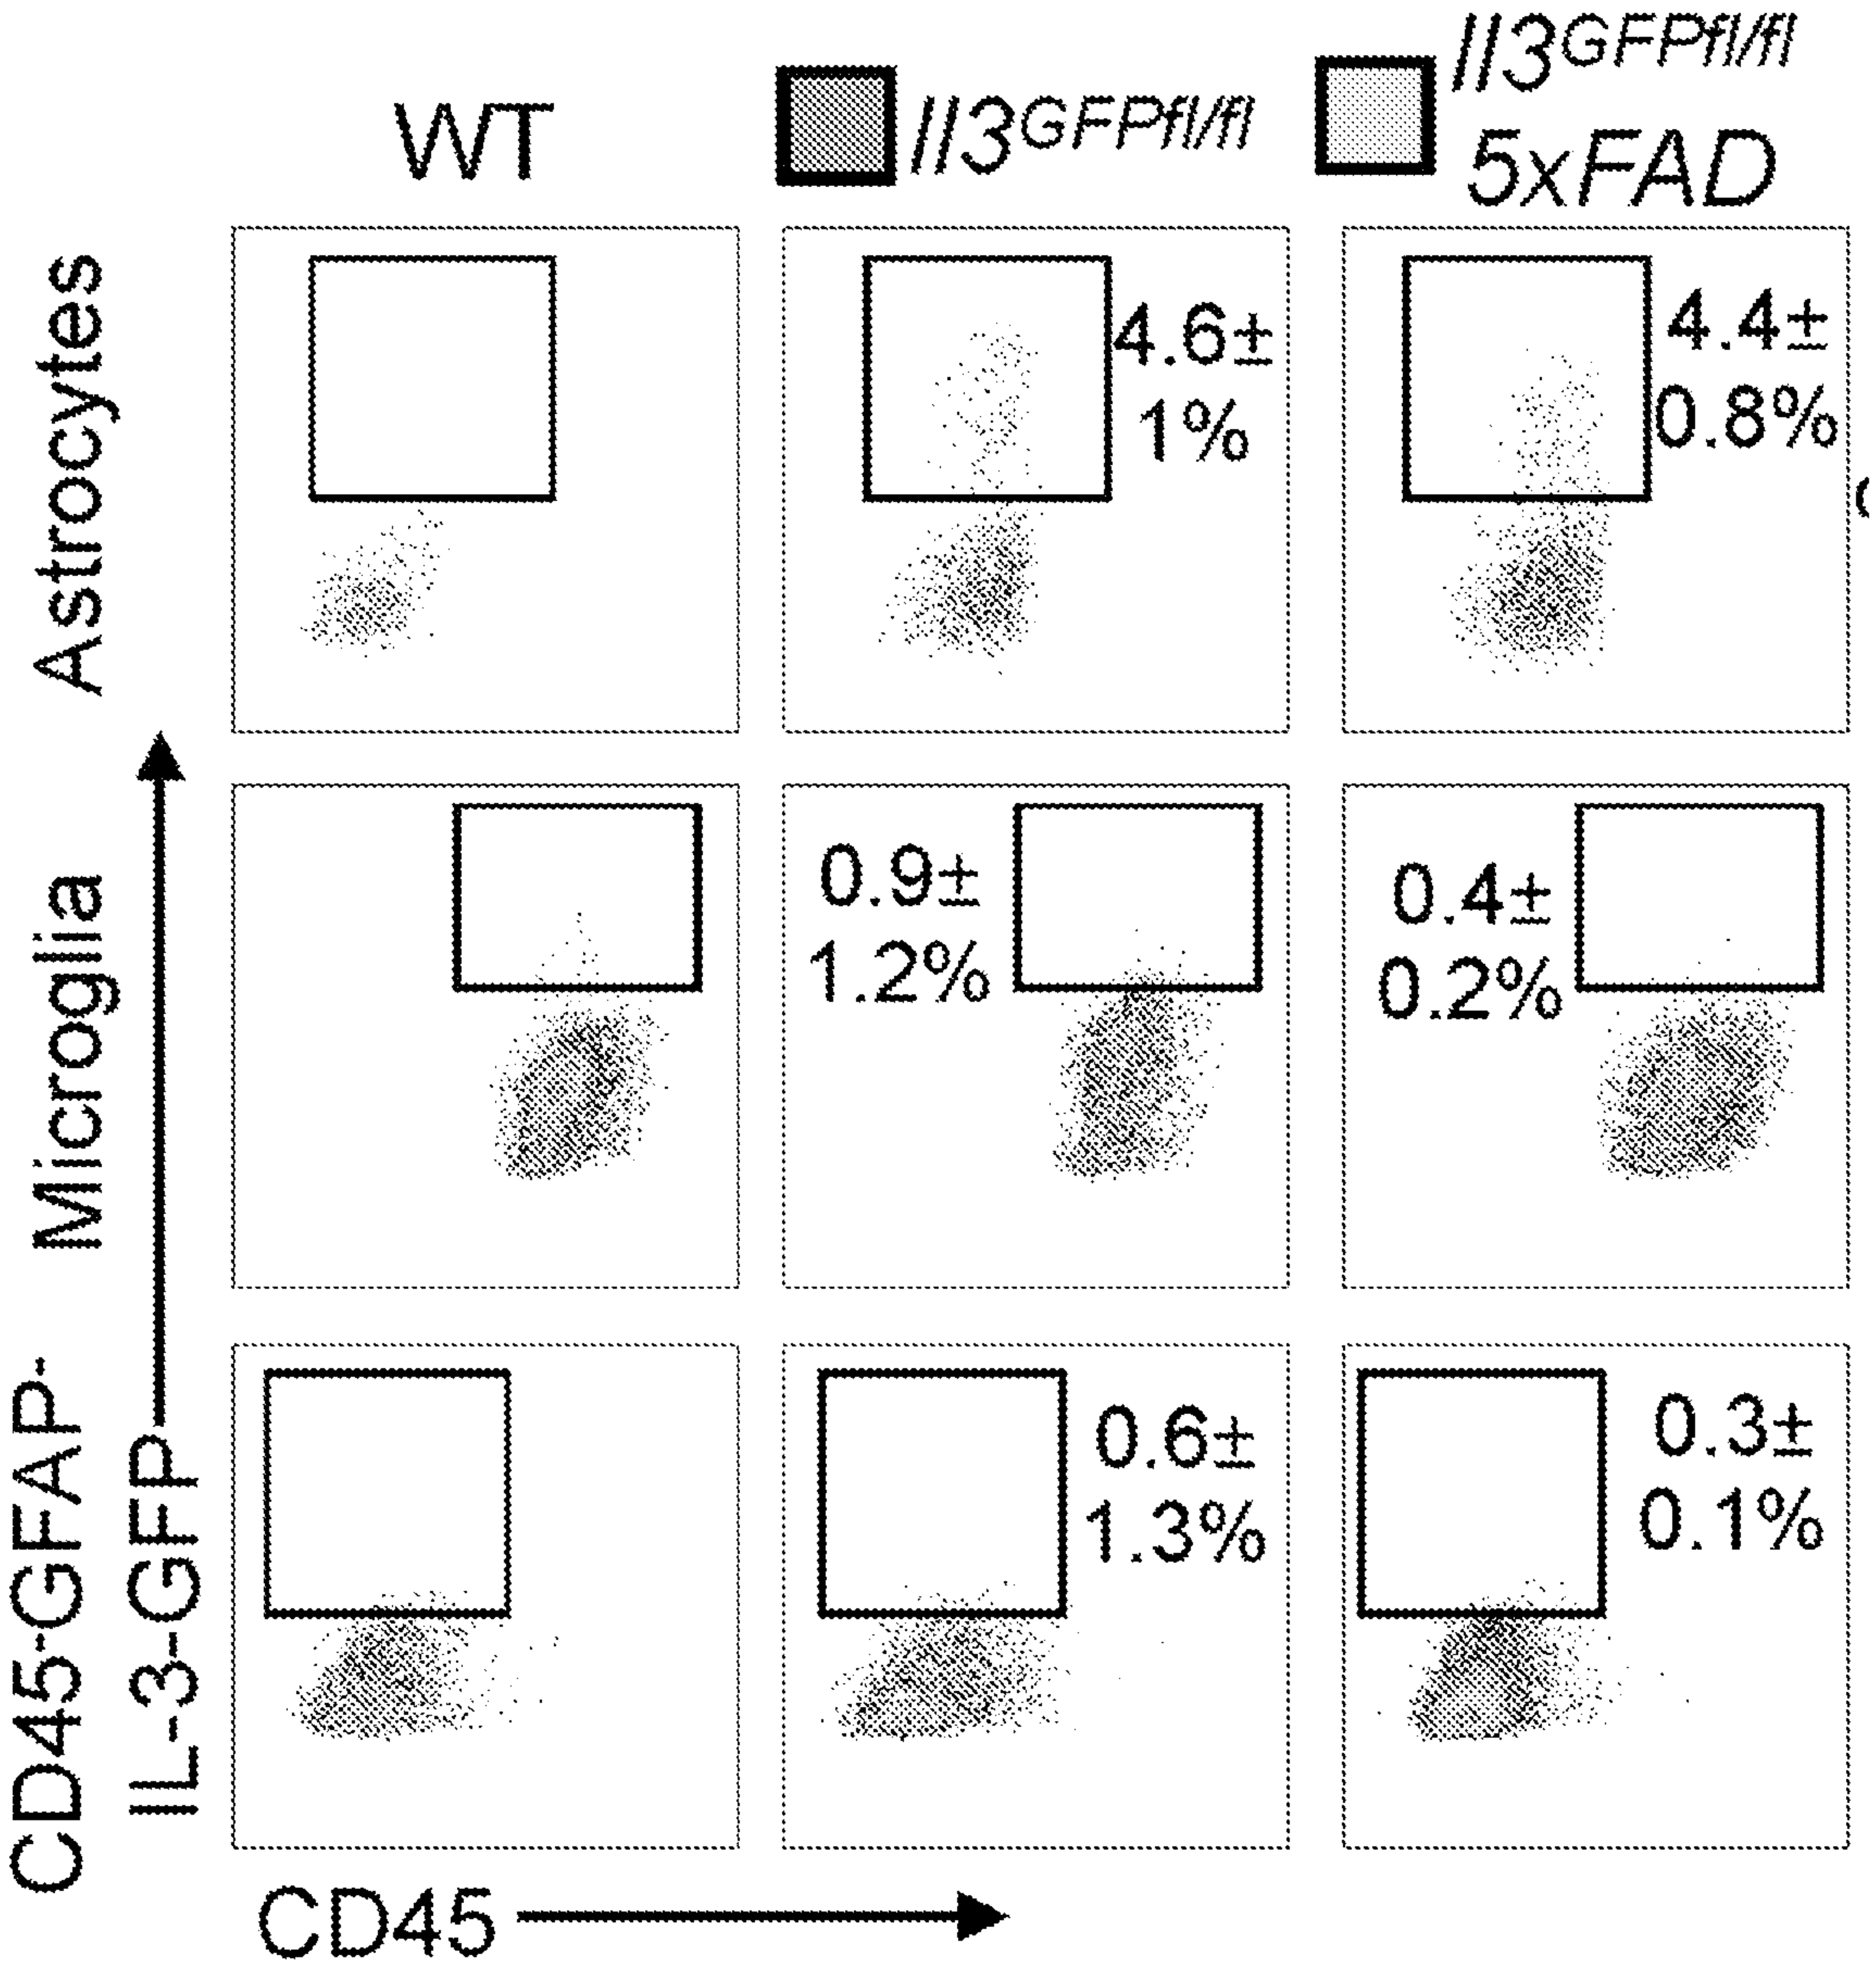 WT
Il3GFPfl/fl
Il3GFPfl/fl
5xFAD
Astrocytes
4.6±
1%
4.4±
0.8%
Microglia
0.9±
1.2%
0.4±
0.2%
CD45-GFAP-
IL-3-GFP
0.6±
1.3%
0.3±
0.1%
CD45